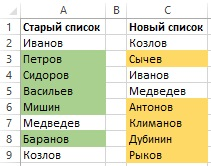 A B C
1 Старый список Новый список
2 Иванов Козлов
3 Петров Сычев
4 Сидоров Иванов
5 Васильев Медведев
6 Мишин Антонов
7 Медведев Климанов
8 Баранов Дубинин
9 Козлов Рыков